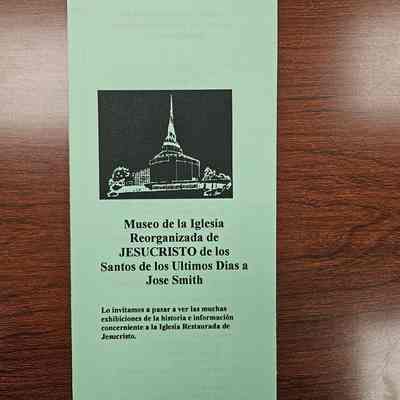 Museo de la Iglesia
Reorganizada de
JESUCRISTO de los
Santos de los Ultimos Dias a
Jose Smith
Lo invitamos a pasar a ver las muchas
exhibiciones de la historia e información
concerniente a la Iglesia Restaurada de
Jesucristo.